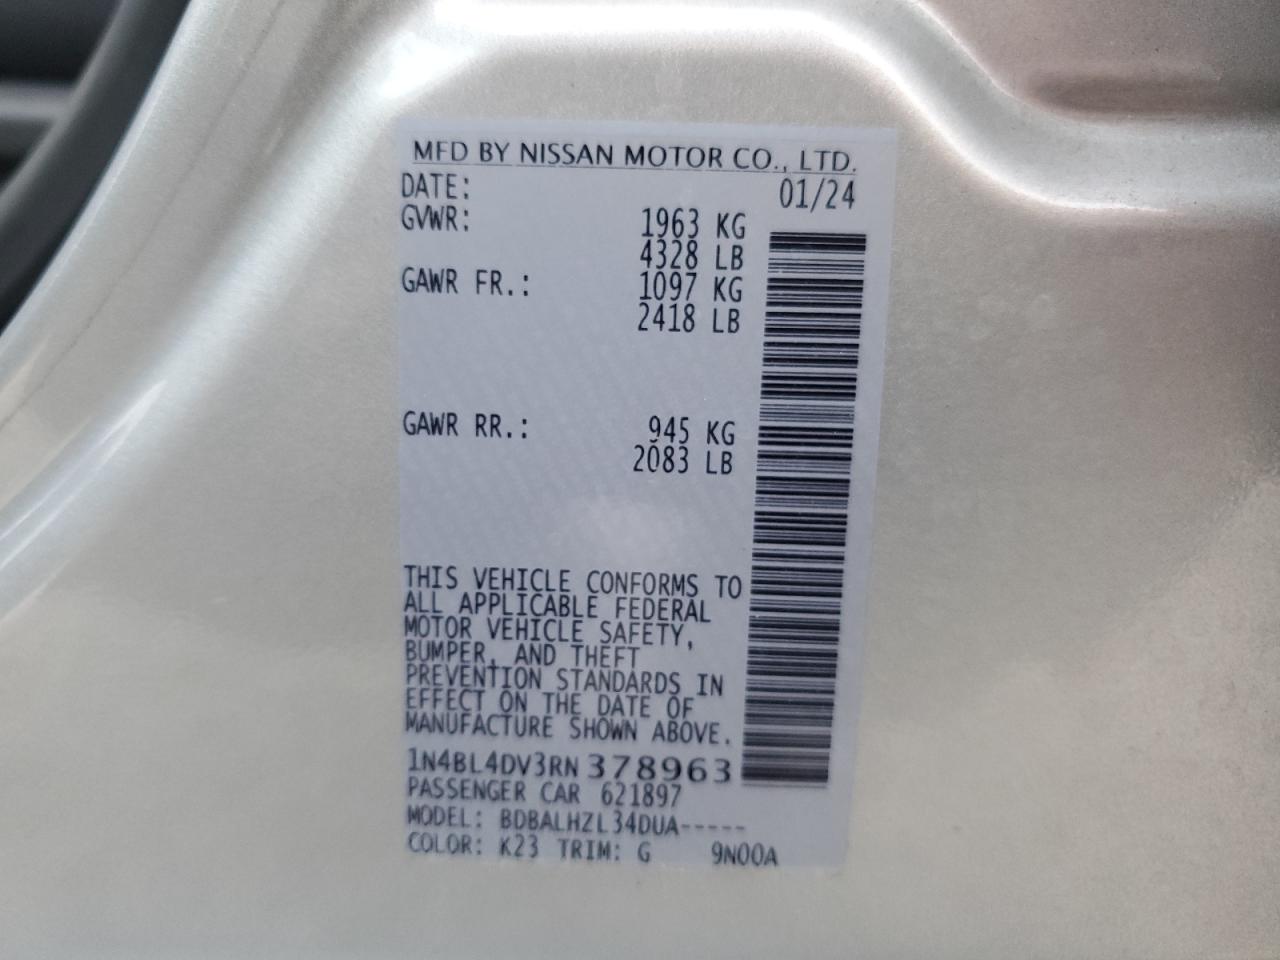 MFD BY NISSAN MOTOR CO., LTD.
DATE: 01/24
GVWR: 1963 KG
4328 LB
GAWR FR.: 1097 KG
2418 LB
GAWR RR.: 945 KG
2083 LB
THIS VEHICLE CONFORMS TO
ALL APPLICABLE FEDERAL
MOTOR VEHICLE SAFETY,
BUMPER, AND THEFT
PREVENTION STANDARDS IN
EFFECT ON THE DATE OF
MANUFACTURE SHOWN ABOVE.
1N4BL4DV3RN378963
PASSENGER CAR 621897
MODEL: BDBALHZL34DUA-----
COLOR: K23 TRIM: G 9N00A